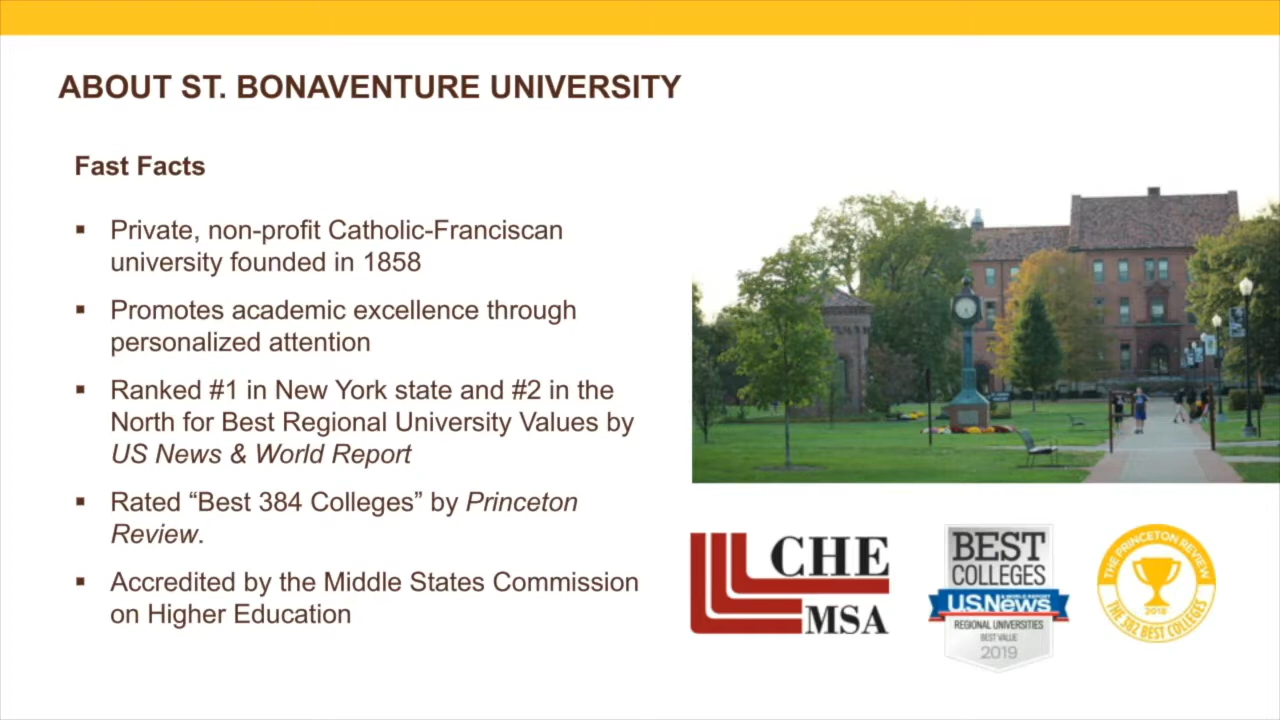 ABOUT ST. BONAVENTURE UNIVERSITY
Fast Facts
▪ Private, non-profit Catholic-Franciscan
university founded in 1858
▪ Promotes academic excellence through
personalized attention
▪ Ranked #1 in New York state and #2 in the
North for Best Regional University Values by
US News & World Report
▪ Rated “Best 384 Colleges” by Princeton
Review.
▪ Accredited by the Middle States Commission
on Higher Education
CHE
MSA
BEST
COLLEGES
U.S.News
& WORLD REPORT
REGIONAL UNIVERSITIES
BEST VALUE
2019
THE PRINCETON REVIEW
2018
THE 382 BEST COLLEGES